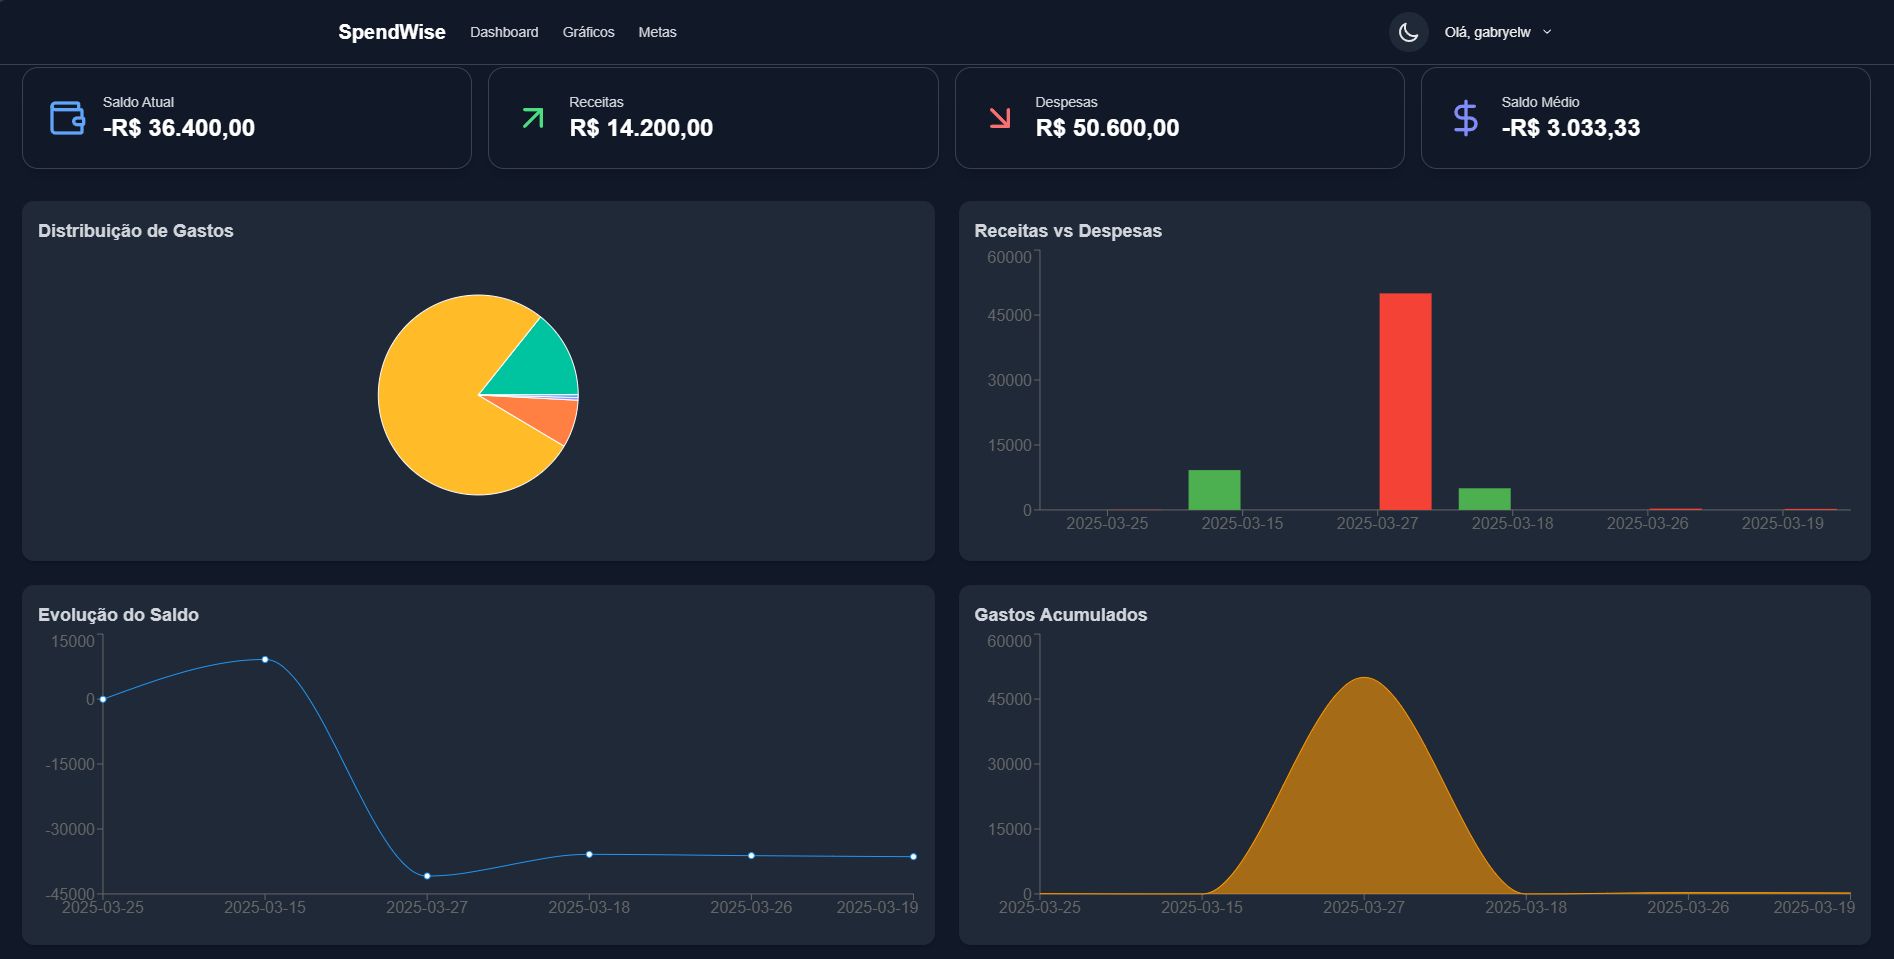 SpendWise Dashboard Gráficos Metas Olá, gabryelw
Saldo Atual
-R$ 36.400,00
Receitas
R$ 14.200,00
Despesas
R$ 50.600,00
Saldo Médio
-R$ 3.033,33
Distribuição de Gastos
Receitas vs Despesas
60000
45000
30000
15000
0
2025-03-25 2025-03-15 2025-03-27 2025-03-18 2025-03-26 2025-03-19
Evolução do Saldo
15000
0
-15000
-30000
-45000
2025-03-25 2025-03-15 2025-03-27 2025-03-18 2025-03-26 2025-03-19
Gastos Acumulados
60000
45000
30000
15000
0
2025-03-25 2025-03-15 2025-03-27 2025-03-18 2025-03-26 2025-03-19